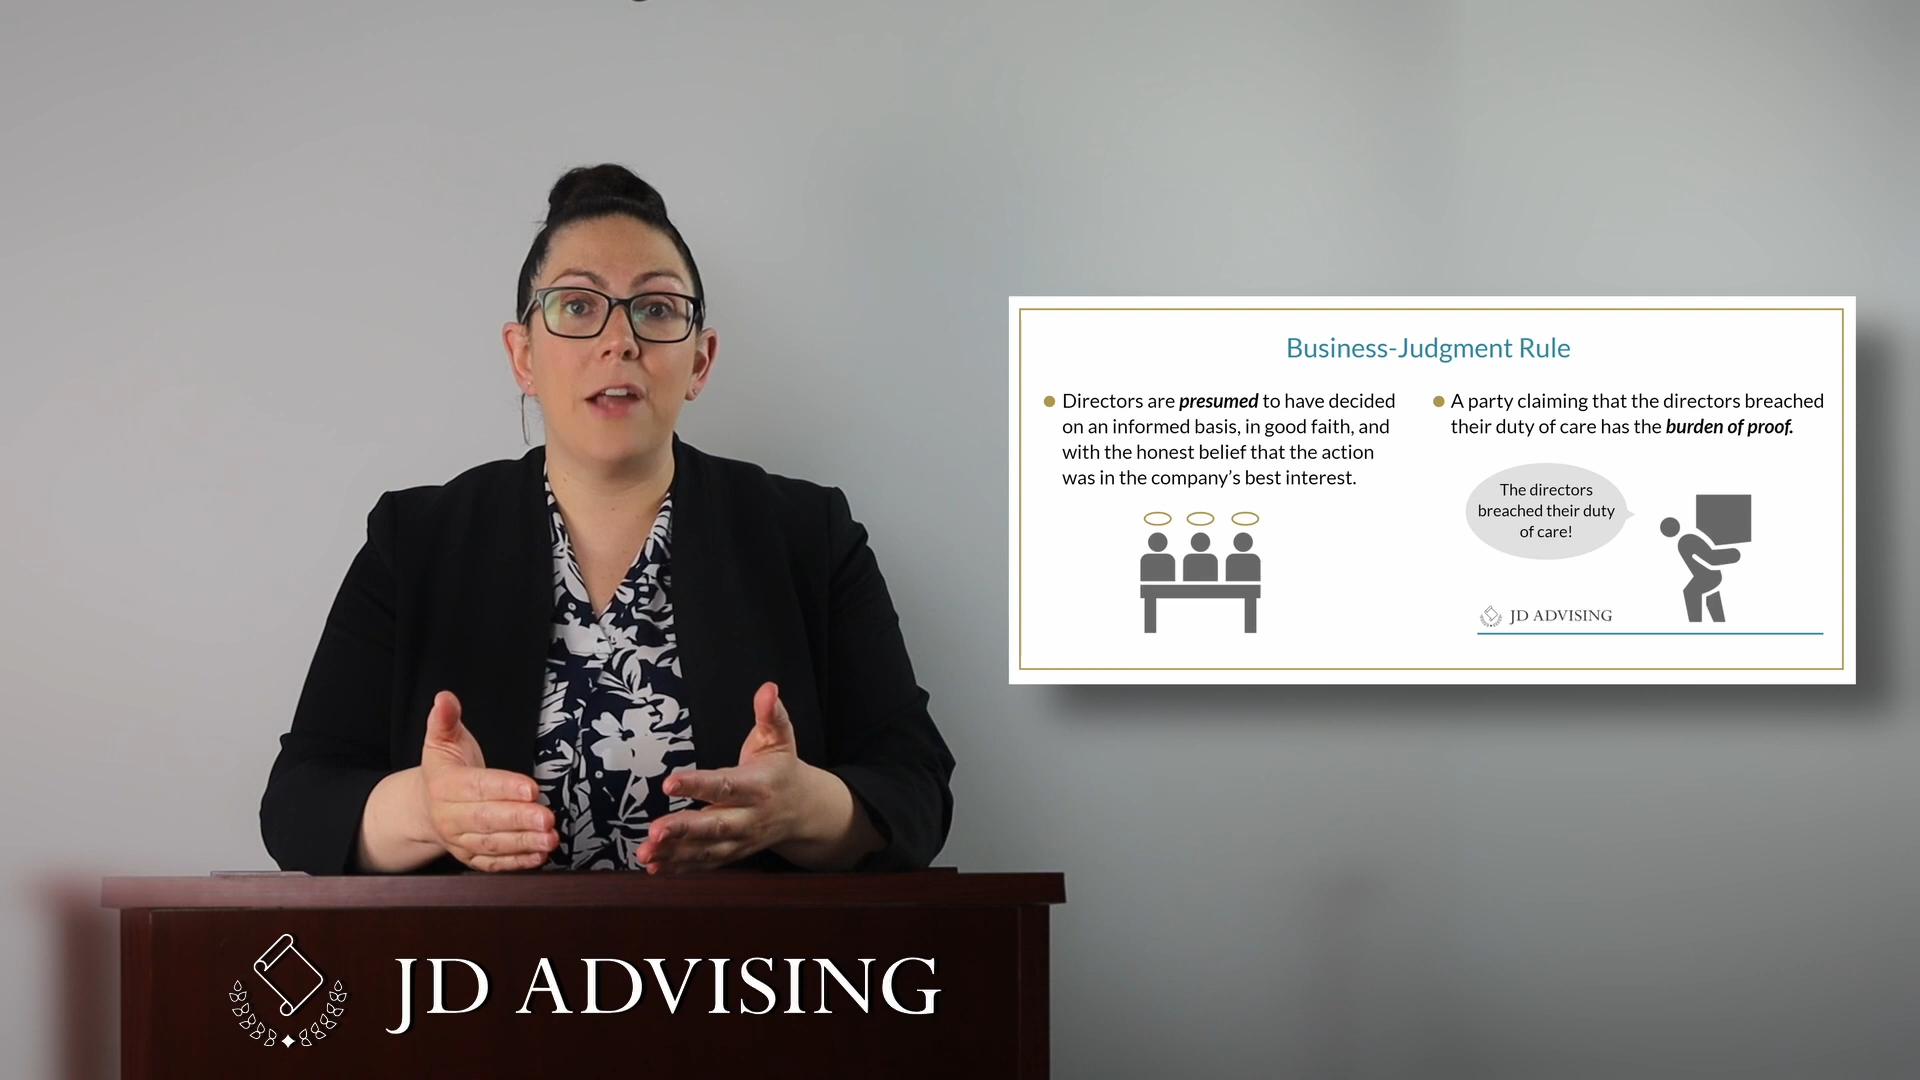 Business-Judgment Rule
Directors are presumed to have decided
on an informed basis, in good faith, and
with the honest belief that the action
was in the company's best interest.
A party claiming that the directors breached
their duty of care has the burden of proof.
The directors
breached their duty
of care!
JD ADVISING
JD ADVISING